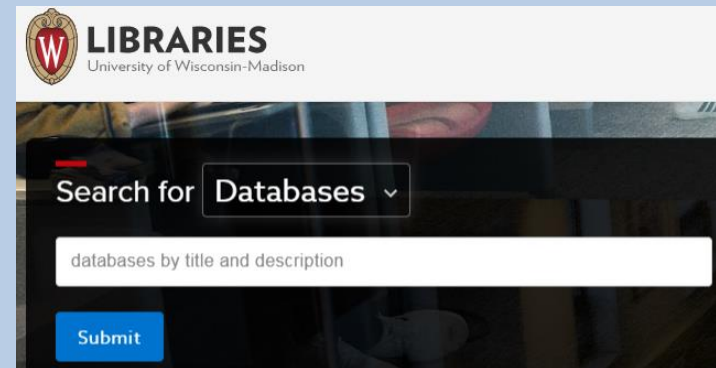 W
LIBRARIES
University of Wisconsin-Madison
Search for Databases
databases by title and description
Submit